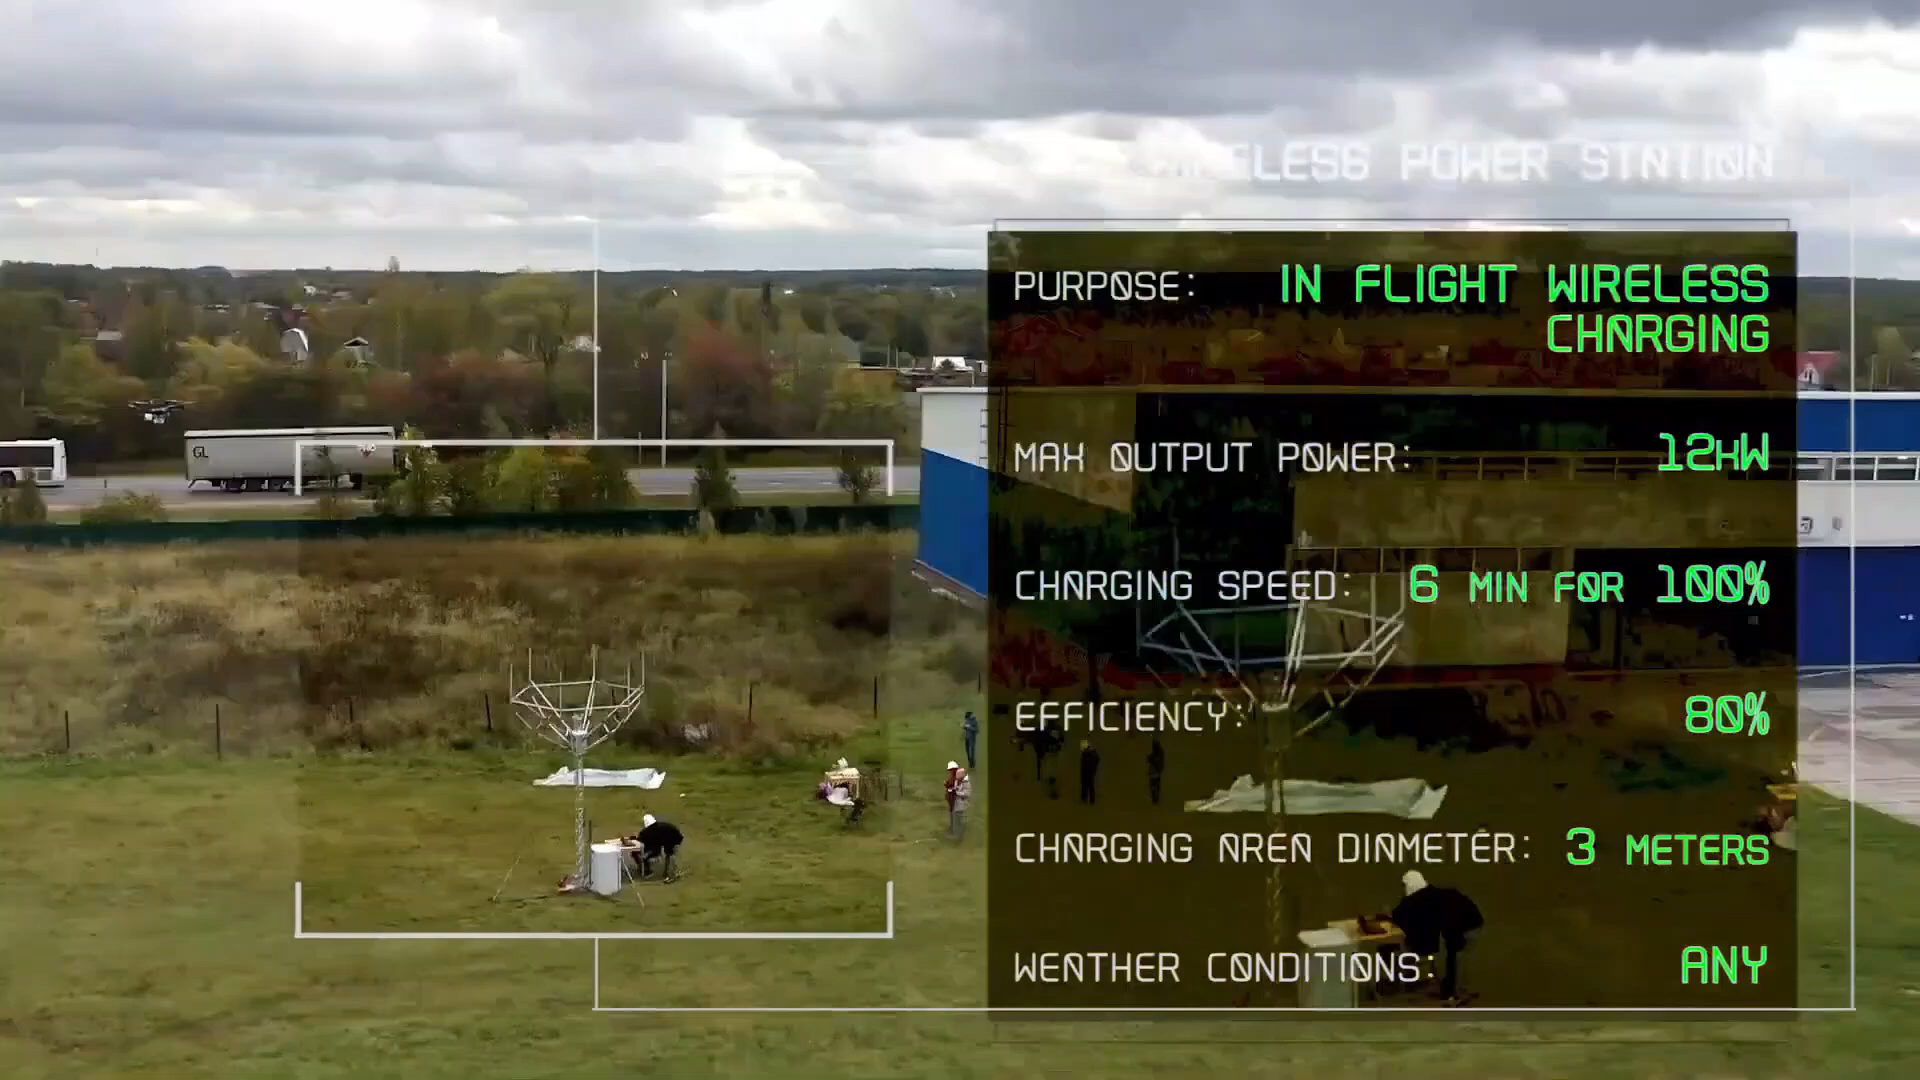 WIRELESS POWER STATION
PURPOSE: IN FLIGHT WIRELESS
CHARGING
MAX OUTPUT POWER: 12kW
CHARGING SPEED: 6 MIN FOR 100%
EFFICIENCY: 80%
CHARGING AREA DIAMETER: 3 METERS
WEATHER CONDITIONS: ANY
GL